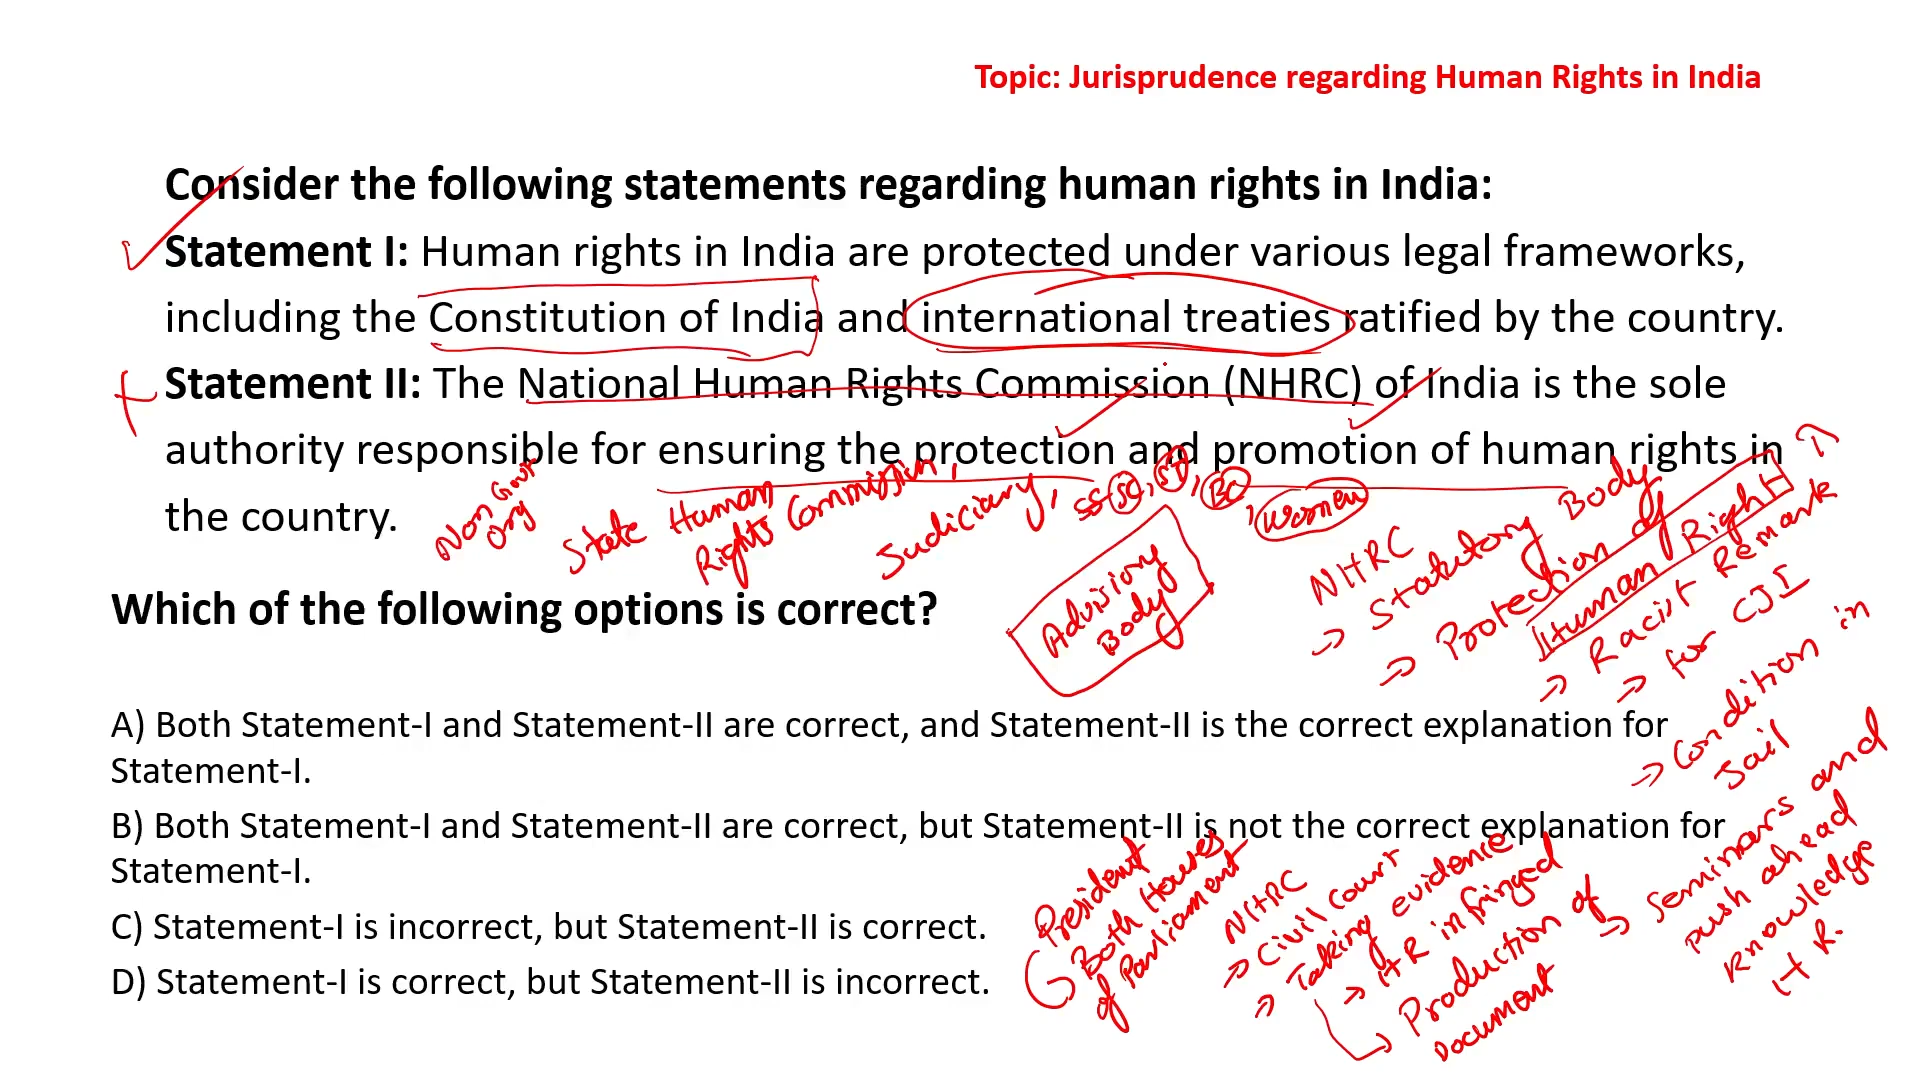 Topic: Jurisprudence regarding Human Rights in India
Consider the following statements regarding human rights in India:
Statement I: Human rights in India are protected under various legal frameworks,
including the Constitution of India and international treaties ratified by the country.
Statement II: The National Human Rights Commission (NHRC) of India is the sole
authority responsible for ensuring the protection and promotion of human rights in
the country.
Non Govt
Org
State Human
Rights Commission,
Judiciary,
SC, ST, BC,
Women
Advisiory
Body
NHRC
→ Statutory Body
→ Protection of
Human Right
→ Racist Remark
→ for CJI
→ Condition in
Jail
→ Seminars and
push ahead
Knowledge
H R.
Which of the following options is correct?
A) Both Statement-I and Statement-II are correct, and Statement-II is the correct explanation for
Statement-I.
B) Both Statement-I and Statement-II are correct, but Statement-II is not the correct explanation for
Statement-I.
C) Statement-I is incorrect, but Statement-II is correct.
D) Statement-I is correct, but Statement-II is incorrect.
President
Both Houses
of Parliament
NHRC
→ Civil Court
→ Taking evidence
→ HR infringed
→ Production of
Document